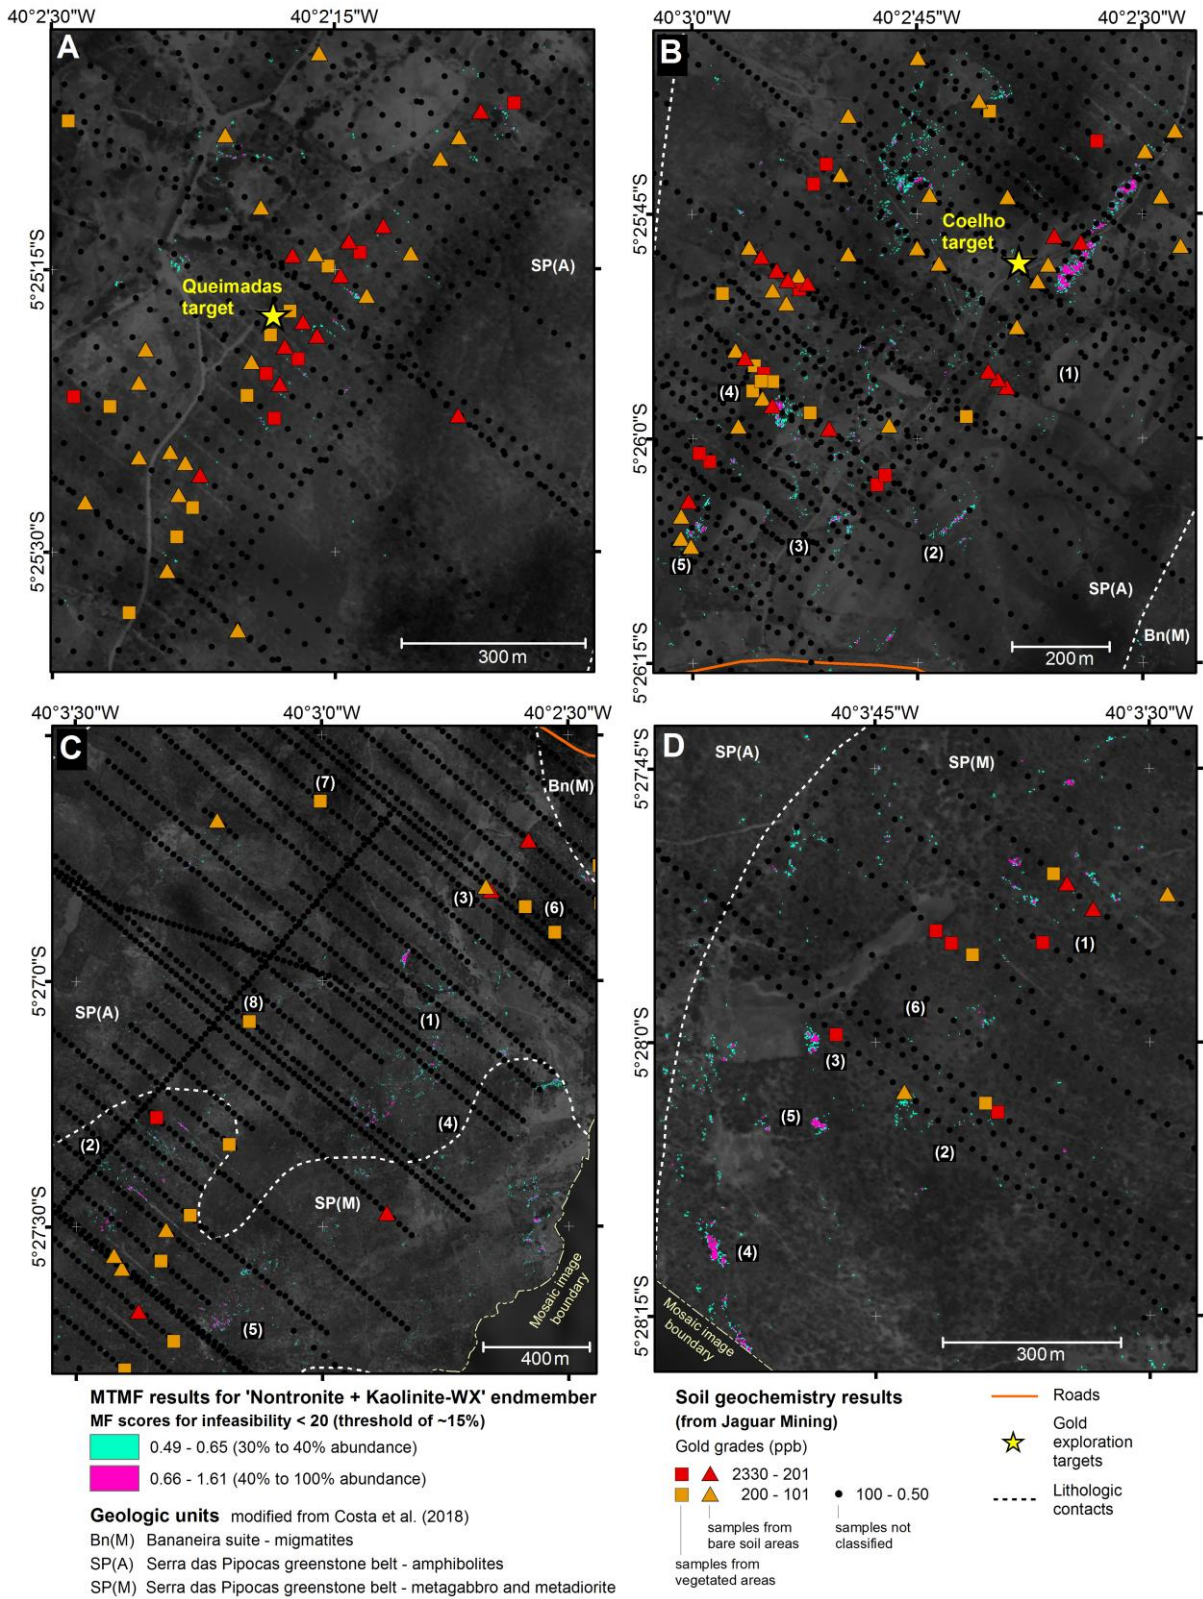 40°2'30"W
40°2'15"W
40°3'0"W
40°2'45"W
40°2'30"W
A
5°25'15"S
5°25'30"S
Queimadas
target
SP(A)
300 m
B
5°25'45"S
5°26'0"S
5°26'15"S
Coelho
target
(1)
(4)
(3)
(2)
(5)
SP(A)
Bn(M)
200 m
40°3'30"W
40°3'0"W
40°2'30"W
40°3'45"W
40°3'30"W
C
5°27'0"S
5°27'30"S
(7)
Bn(M)
(3)
(6)
(8)
SP(A)
(1)
(2)
(4)
SP(M)
(5)
Mosaic image
boundary
400 m
D
5°27'45"S
5°28'0"S
5°28'15"S
SP(A)
SP(M)
(1)
(6)
(3)
(5)
(2)
(4)
Mosaic image
boundary
300 m
MTMF results for 'Nontronite + Kaolinite-WX' endmember
MF scores for infeasibility < 20 (threshold of ~15%)
0.49 - 0.65 (30% to 40% abundance)
0.66 - 1.61 (40% to 100% abundance)
Geologic units modified from Costa et al. (2018)
Bn(M) Bananeira suite - migmatites
SP(A) Serra das Pipocas greenstone belt - amphibolites
SP(M) Serra das Pipocas greenstone belt - metagabbro and metadiorite
Soil geochemistry results
(from Jaguar Mining)
Gold grades (ppb)
2330 - 201
200 - 101
100 - 0.50
samples from
bare soil areas
samples not
classified
samples from
vegetated areas
Roads
Gold
exploration
targets
Lithologic
contacts